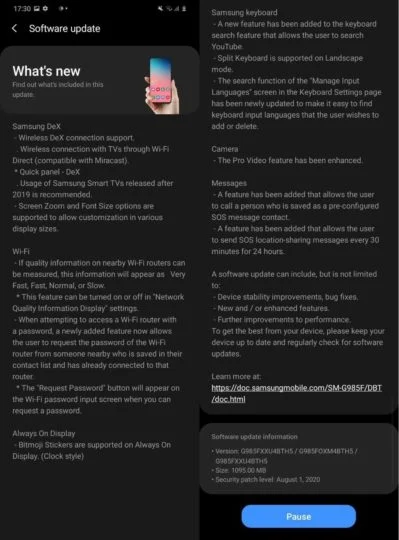 17:30
Software update
What's new
Find out what's included in this
update.
Samsung DeX
- Wireless DeX connection support.
. Wireless connection with TVs through Wi-Fi
Direct (compatible with Miracast).
* Quick panel - DeX
. Usage of Samsung Smart TVs released after
2019 is recommended.
- Screen Zoom and Font Size options are
supported to allow customization in various
display sizes.
Wi-Fi
- If quality information on nearby Wi-Fi routers can
be measured, this information will appear as Very
Fast, Fast, Normal, or Slow.
* This feature can be turned on or off in "Network
Quality Information Display" settings.
- When attempting to access a Wi-Fi router with
a password, a newly added feature now allows
the user to request the password of the Wi-Fi
router from someone nearby who is saved in their
contact list and has already connected to that
router.
* The "Request Password" button will appear on
the Wi-Fi password input screen when you can
request a password.
Always On Display
- Bitmoji Stickers are supported on Always On
Display. (Clock style)
Samsung keyboard
- A new feature has been added to the keyboard
search feature that allows the user to search
YouTube.
- Split Keyboard is supported on Landscape
mode.
- The search function of the "Manage Input
Languages" screen in the Keyboard Settings page
has been newly updated to make it easy to find
keyboard input languages that the user wishes to
add or delete.
Camera
- The Pro Video feature has been enhanced.
Messages
- A feature has been added that allows the user
to call a person who is saved as a pre-configured
SOS message contact.
- A feature has been added that allows the user
to send SOS location-sharing messages every 30
minutes for 24 hours.
A software update can include, but is not limited
to:
- Device stability improvements, bug fixes.
- New and / or enhanced features.
- Further improvements to performance.
To get the best from your device, please keep your
device up to date and regularly check for software
updates.
Learn more at:
https://doc.samsungmobile.com/SM-G985F/DBT
/doc.html
Software update information
• Version: G985FXXU4BTH5 / G985FOXM4BTH5 /
G985FXXU4BTH5
• Size: 1095.00 MB
• Security patch level: August 1, 2020
Pause